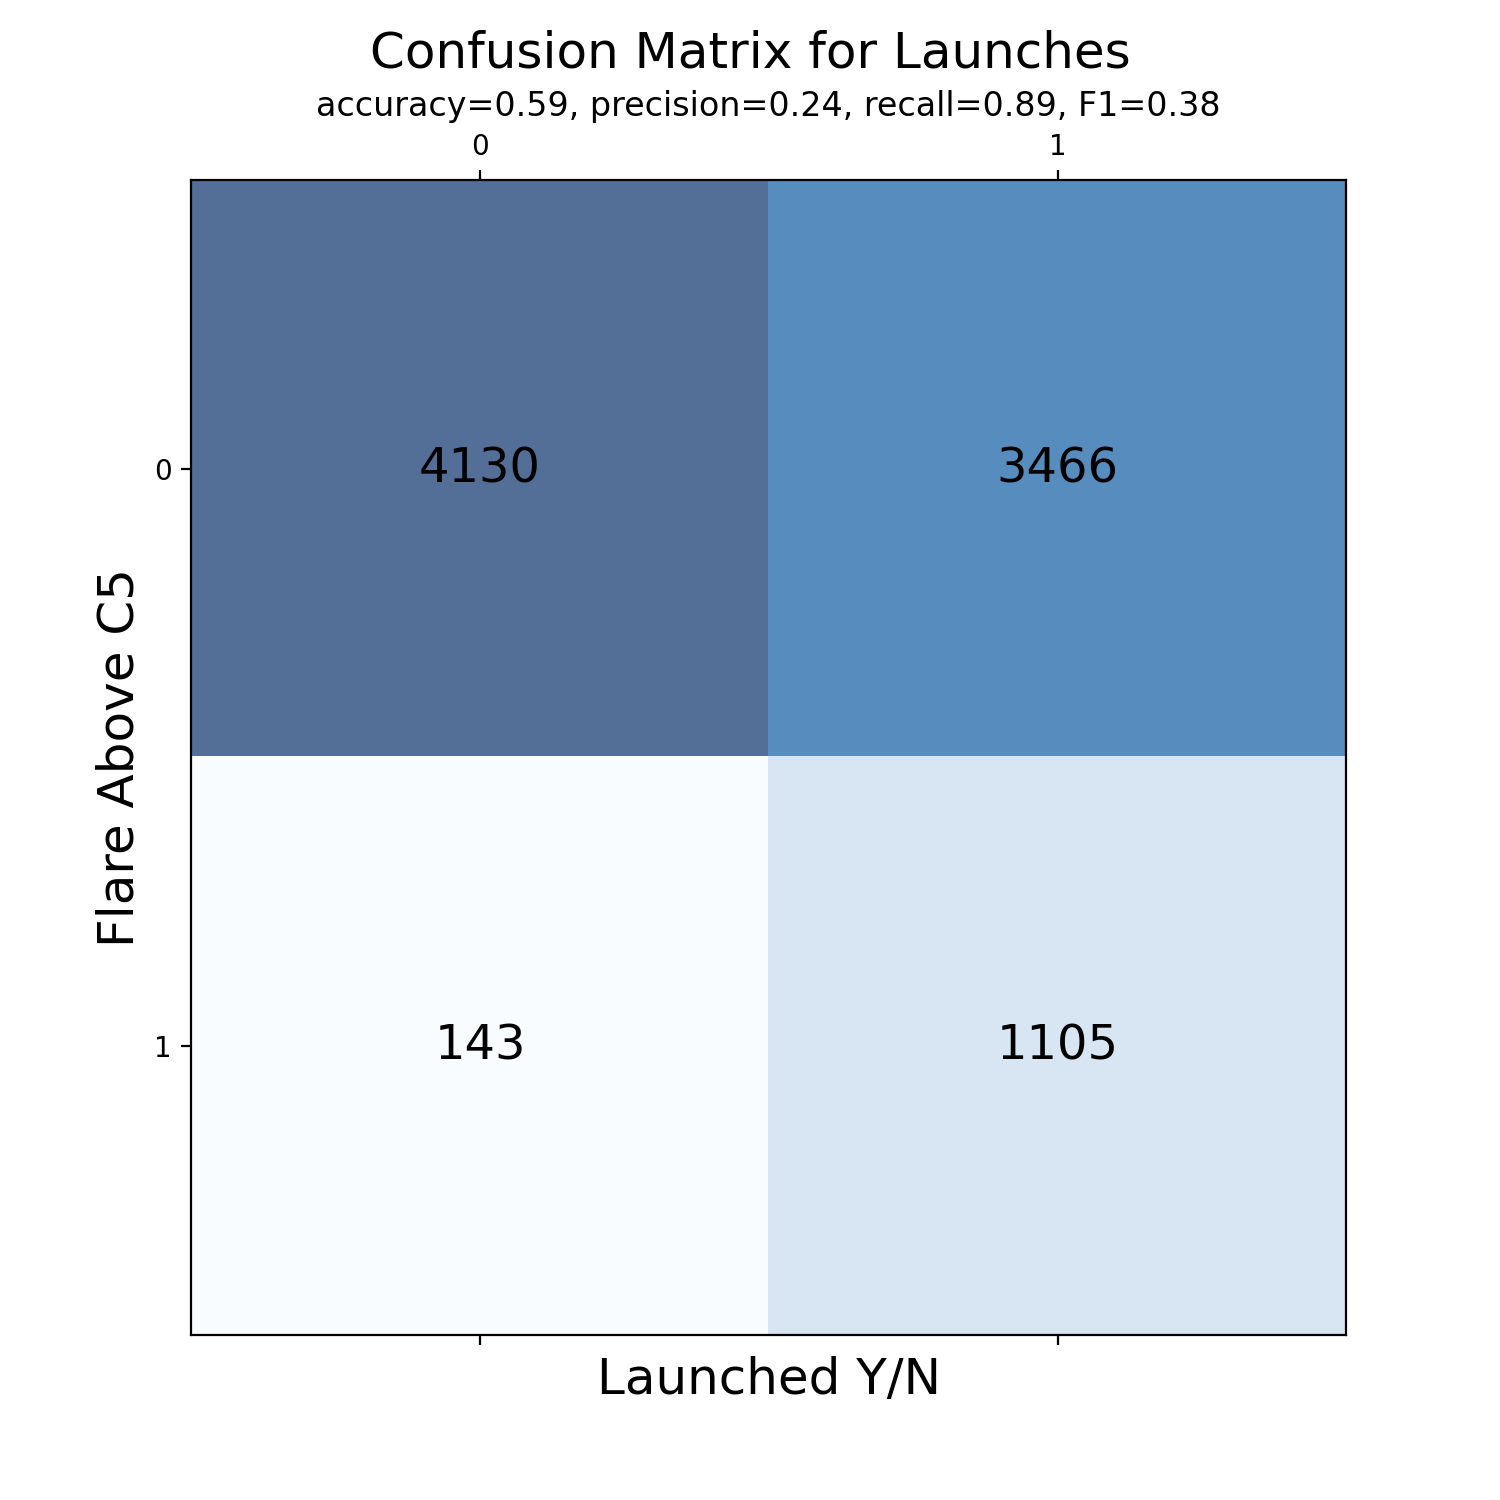 Confusion Matrix for Launches
accuracy=0.59, precision=0.24, recall=0.89, F1=0.38
0 1
0 4130 3466
Flare Above C5
1 143 1105
Launched Y/N